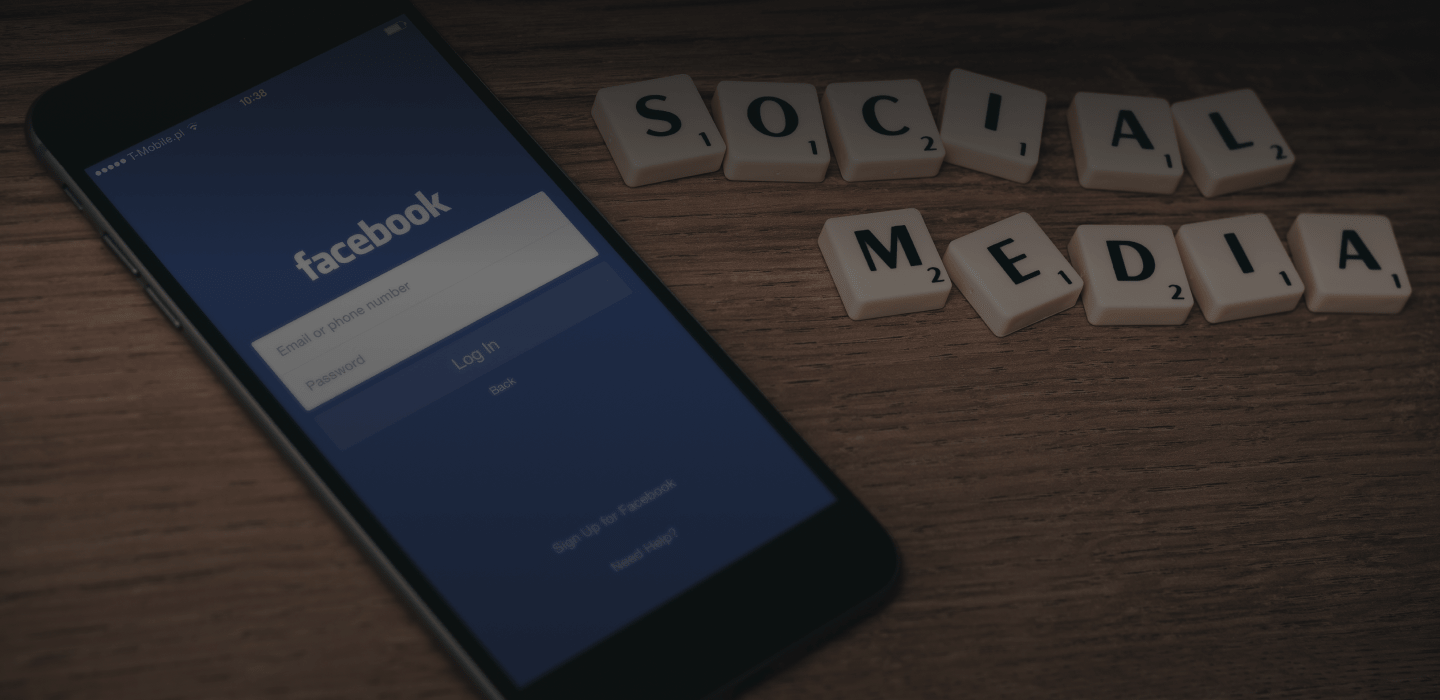 T-Mobile.pl
10:38
facebook
Email or phone number
Password
Log In
Back
Sign Up for Facebook
Need Help?
S1 O1 C2 I1 A1 L2
M2 E1 D2 I1 A1